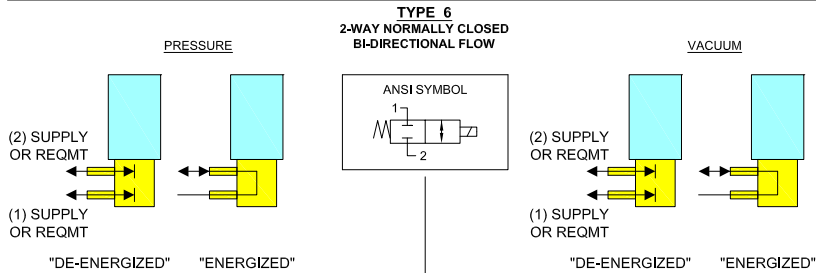 TYPE 6
2-WAY NORMALLY CLOSED
BI-DIRECTIONAL FLOW
PRESSURE
VACUUM
ANSI SYMBOL
1
2
(2) SUPPLY
OR REQMT
(1) SUPPLY
OR REQMT
"DE-ENERGIZED" "ENERGIZED"
(2) SUPPLY
OR REQMT
(1) SUPPLY
OR REQMT
"DE-ENERGIZED" "ENERGIZED"